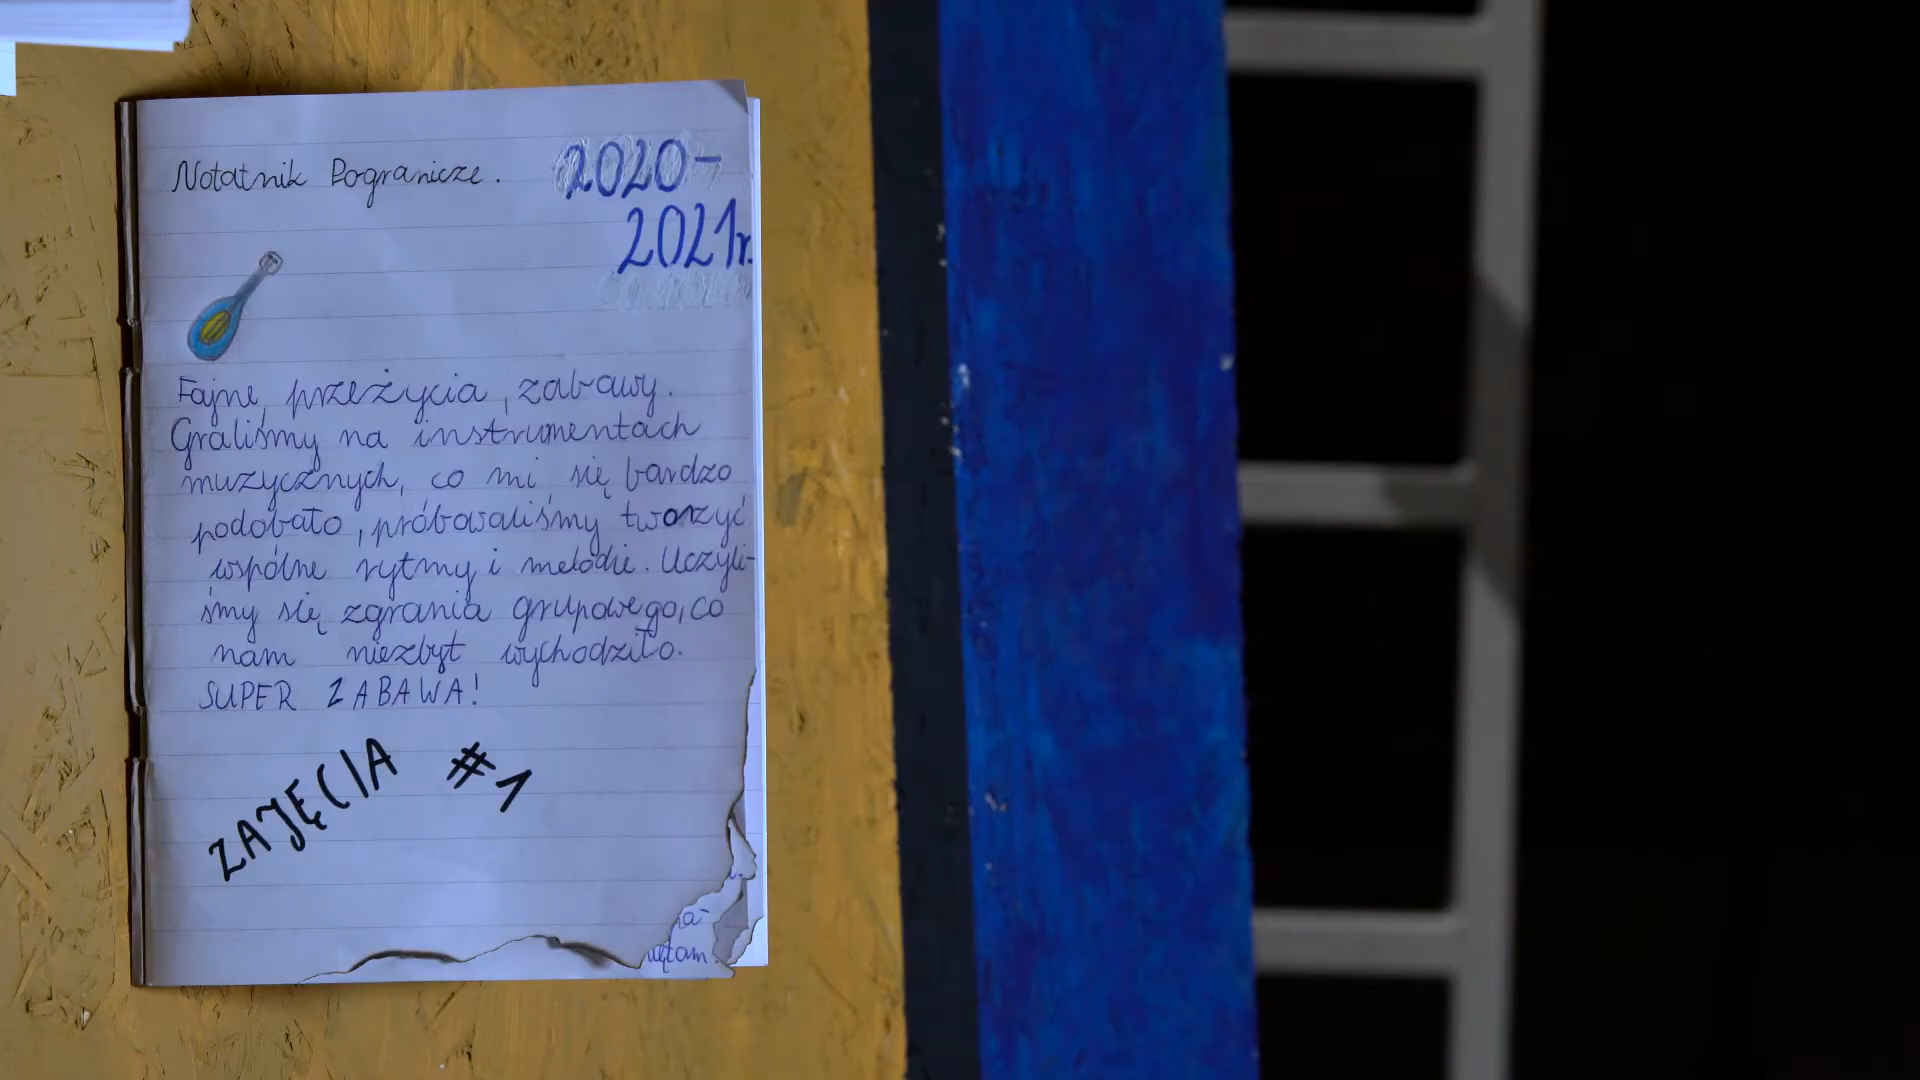 Notatnik Pogranicze.
2020-
2021r.
Fajne, przeżycia, zabawy.
Graliśmy na instrumentach
muzycznych, co mi się bardzo
podobało, próbowaliśmy tworzyć
wspólne rytmy i melodie. Uczyli-
śmy się zgrania grupowego, co
nam niezbyt wychodziło.
SUPER ZABAWA!
ZAJĘCIA #1